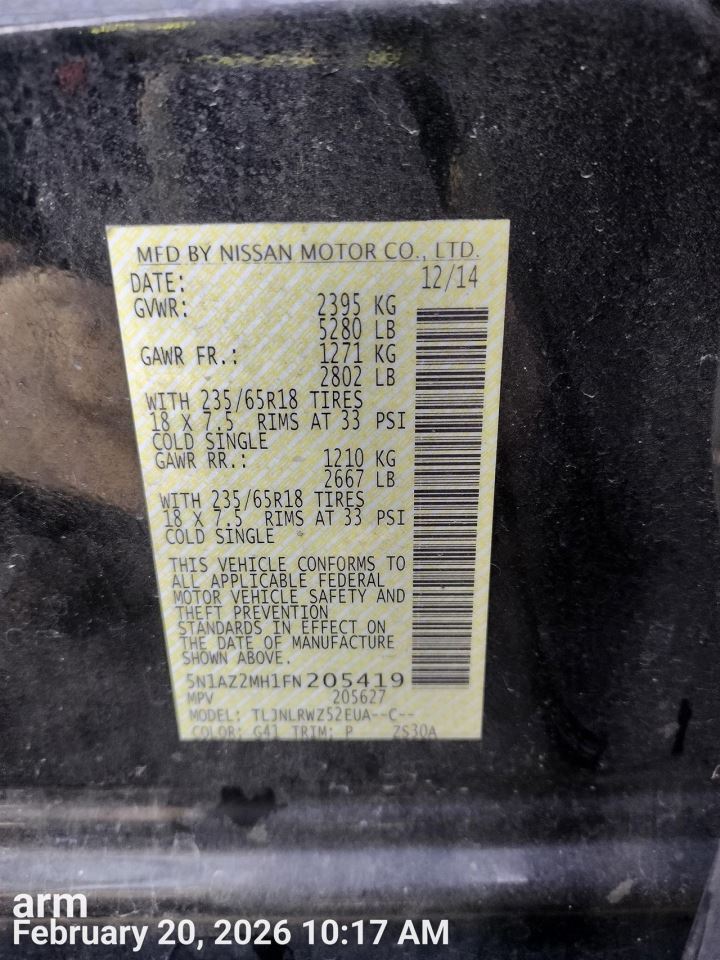 MFD BY NISSAN MOTOR CO., LTD.
DATE: 12/14
GVWR: 2395 KG
5280 LB
GAWR FR.: 1271 KG
2802 LB
WITH 235/65R18 TIRES
18 X 7.5 RIMS AT 33 PSI
COLD SINGLE
GAWR RR.: 1210 KG
2667 LB
WITH 235/65R18 TIRES
18 X 7.5 RIMS AT 33 PSI
COLD SINGLE
THIS VEHICLE CONFORMS TO
ALL APPLICABLE FEDERAL
MOTOR VEHICLE SAFETY AND
THEFT PREVENTION
STANDARDS IN EFFECT ON
THE DATE OF MANUFACTURE
SHOWN ABOVE.
5N1AZ2MH1FN205419
MPV 205627
MODEL: TLJNLRWZ52EUA--C--
COLOR: G41 TRIM: P ZS30A
arm
February 20, 2026 10:17 AM